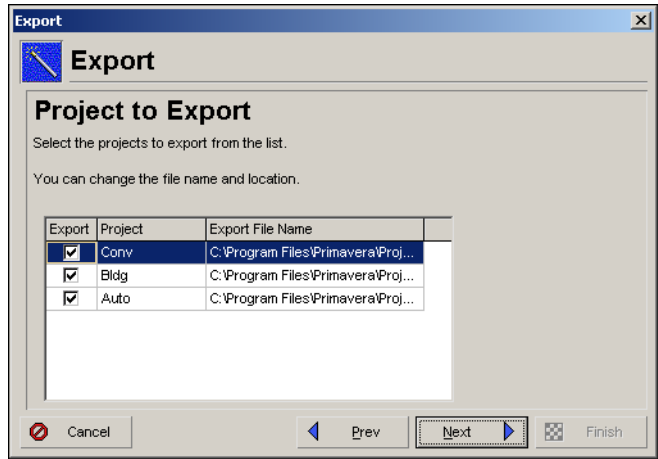 Export
Export
Project to Export
Select the projects to export from the list.
You can change the file name and location.
Export Project Export File Name
Conv C:\Program Files\Primavera\Proj...
Bldg C:\Program Files\Primavera\Proj...
Auto C:\Program Files\Primavera\Proj...
Cancel Prev Next Finish